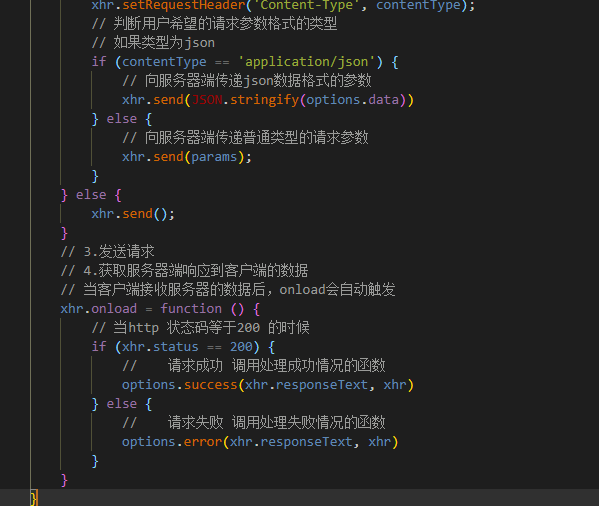 xhr.setRequestHeader('Content-Type', contentType);
// 判断用户希望的请求参数格式的类型
// 如果类型为json
if (contentType == 'application/json') {
// 向服务器端传递json数据格式的参数
xhr.send(JSON.stringify(options.data))
} else {
// 向服务器端传递普通类型的请求参数
xhr.send(params);
}
} else {
xhr.send();
}
// 3.发送请求
// 4.获取服务器端响应到客户端的数据
// 当客户端接收服务器的数据后，onload会自动触发
xhr.onload = function () {
// 当http 状态码等于200 的时候
if (xhr.status == 200) {
//    请求成功 调用处理成功情况的函数
options.success(xhr.responseText, xhr)
} else {
//    请求失败 调用处理失败情况的函数
options.error(xhr.responseText, xhr)
}
}
}